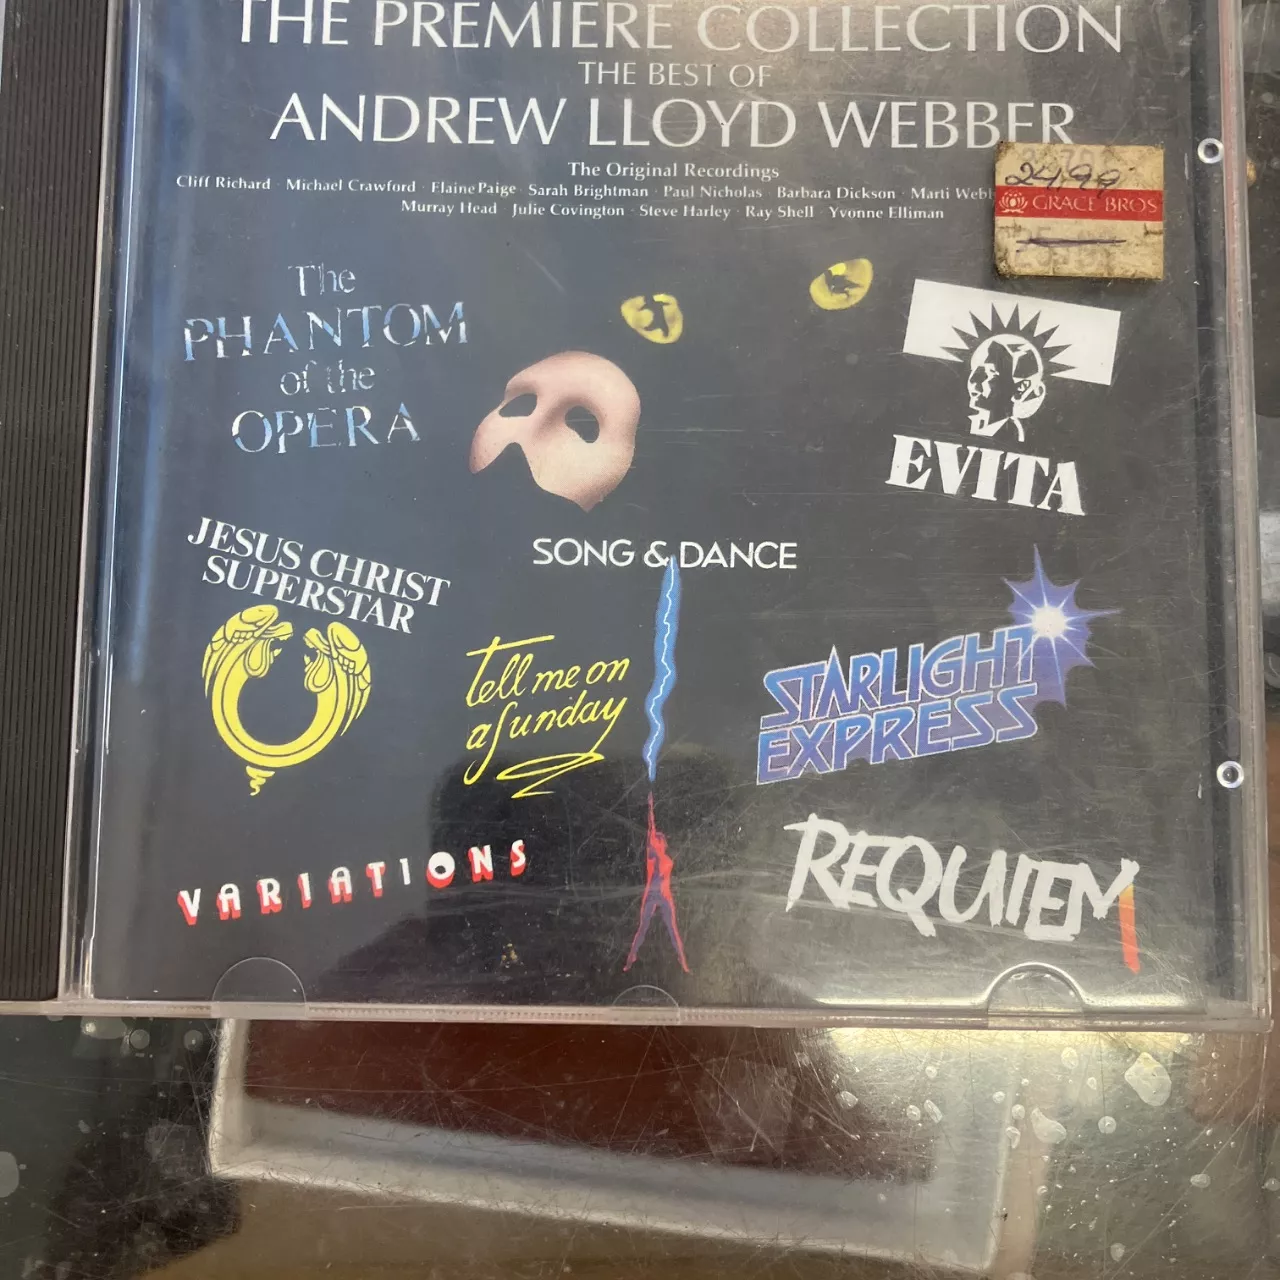 THE PREMIERE COLLECTION
THE BEST OF
ANDREW LLOYD WEBBER
The Original Recordings
Cliff Richard · Michael Crawford · Elaine Paige · Sarah Brightman · Paul Nicholas · Barbara Dickson · Marti Webb
Murray Head · Julie Covington · Steve Harley · Ray Shell · Yvonne Elliman
24.99
GRACE BROS
The
PHANTOM
of the
OPERA
EVITA
JESUS CHRIST
SUPERSTAR
SONG & DANCE
Tell me on
a Sunday
STARLIGHT
EXPRESS
VARIATIONS
REQUIEM